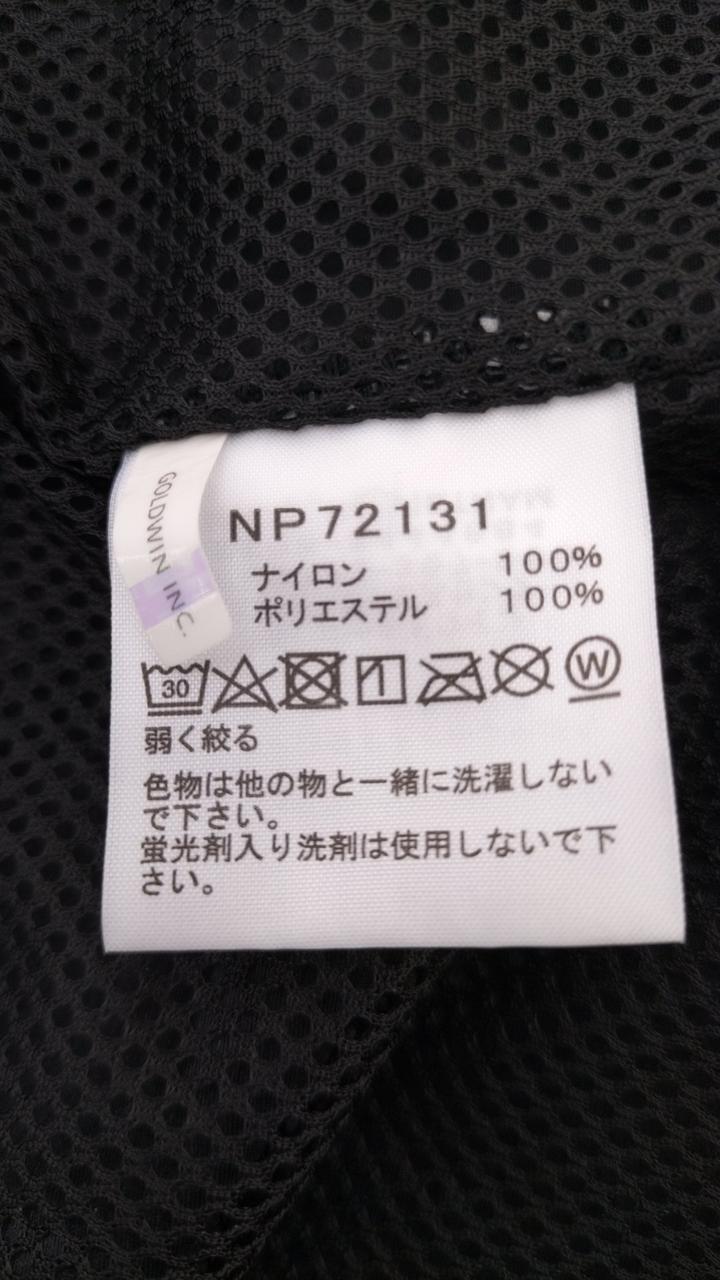 GOLDWIN INC.
NP72131
ナイロン 100%
ポリエステル 100%
30
W
弱く絞る
色物は他の物と一緒に洗濯しない
で下さい。
蛍光剤入り洗剤は使用しないで下
さい。